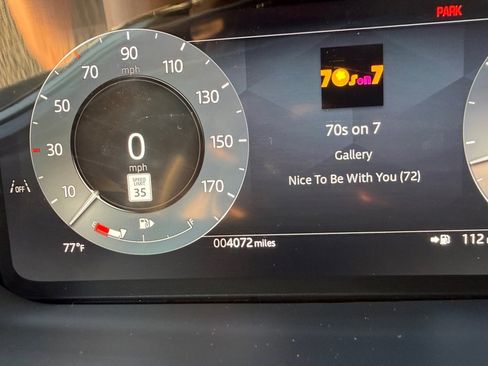 PARK
90
mph
70
110
50
130
30
150
10
170
0
mph
SPEED
LIMIT
35
OFF
F
77°F
004072 miles
70s on 7
70s on 7
Gallery
Nice To Be With You (72)
112